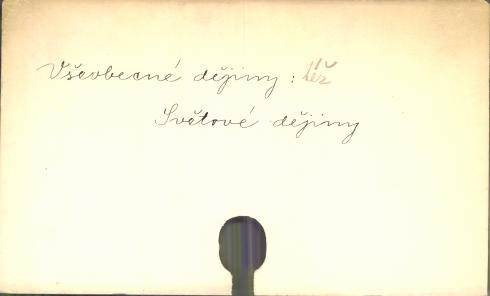 Všeobecné dějiny : též
Světové dějiny